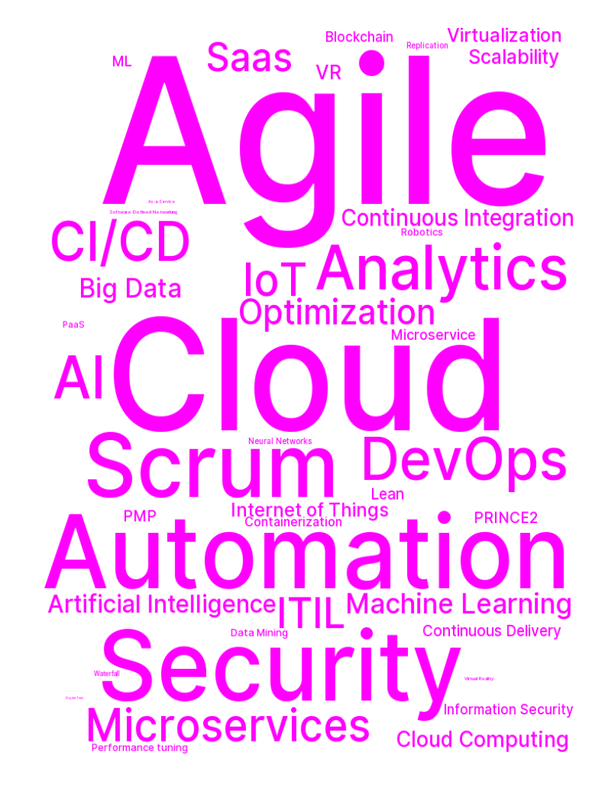 Blockchain
Virtualization
Replication
Saas
Scalability
ML
VR
Agile
As a Service
Software Defined Networking
Continuous Integration
CI/CD
Robotics
Analytics
IoT
Big Data
Optimization
PaaS
Microservice
Cloud
AI
Neural Networks
Scrum
DevOps
Lean
Internet of Things
PMP
Containerization
PRINCE2
Automation
Artificial Intelligence
ITIL
Machine Learning
Data Mining
Continuous Delivery
Security
Waterfall
Virtual Reality
Information Security
Microservices
Cloud Computing
Performance tuning